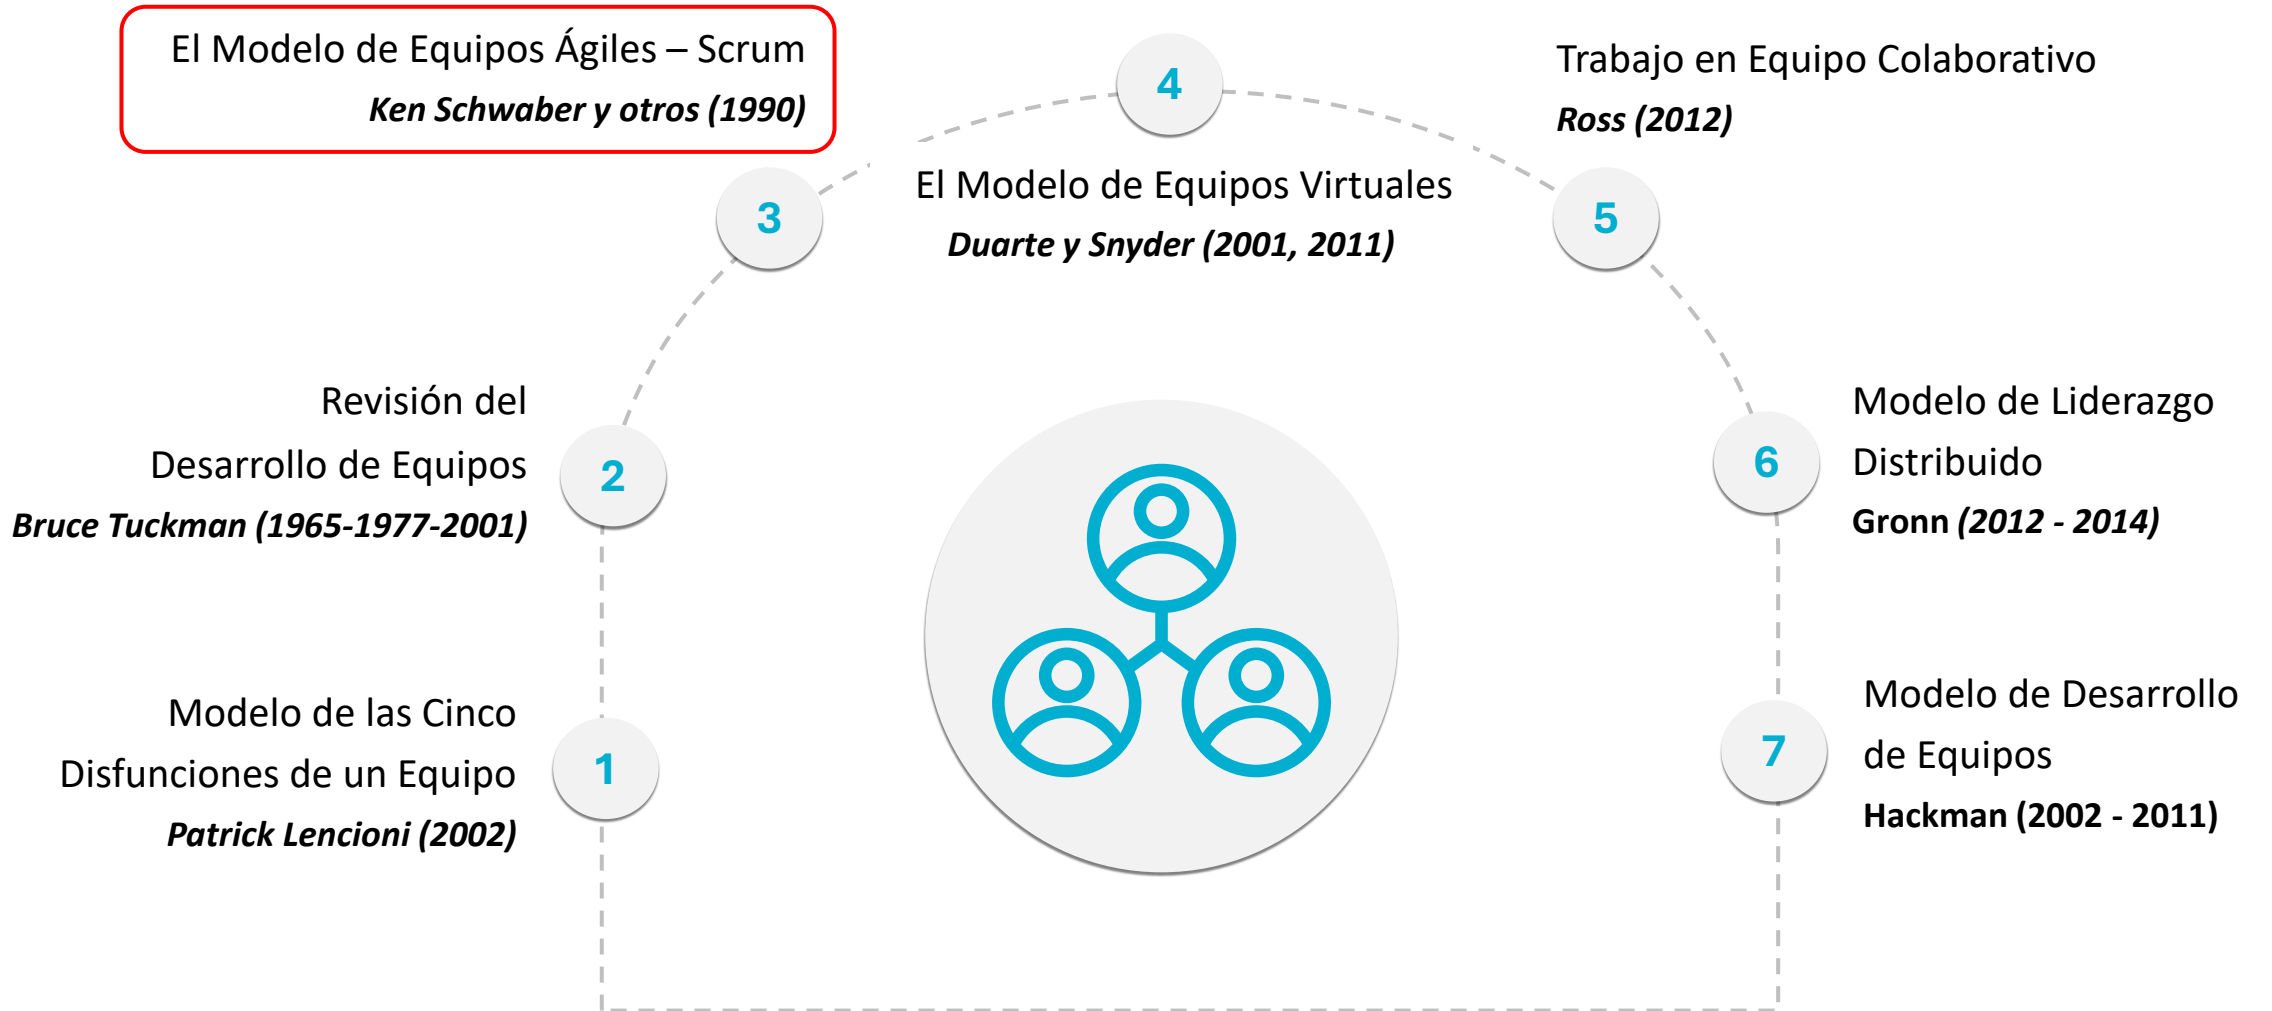 El Modelo de Equipos Ágiles – Scrum
Ken Schwaber y otros (1990)
3
4
El Modelo de Equipos Virtuales
Duarte y Snyder (2001, 2011)
Trabajo en Equipo Colaborativo
Ross (2012)
5
Revisión del
Desarrollo de Equipos
Bruce Tuckman (1965-1977-2001)
2
Modelo de Liderazgo
Distribuido
Gronn (2012 - 2014)
6
Modelo de las Cinco
Disfunciones de un Equipo
Patrick Lencioni (2002)
1
Modelo de Desarrollo
de Equipos
Hackman (2002 - 2011)
7